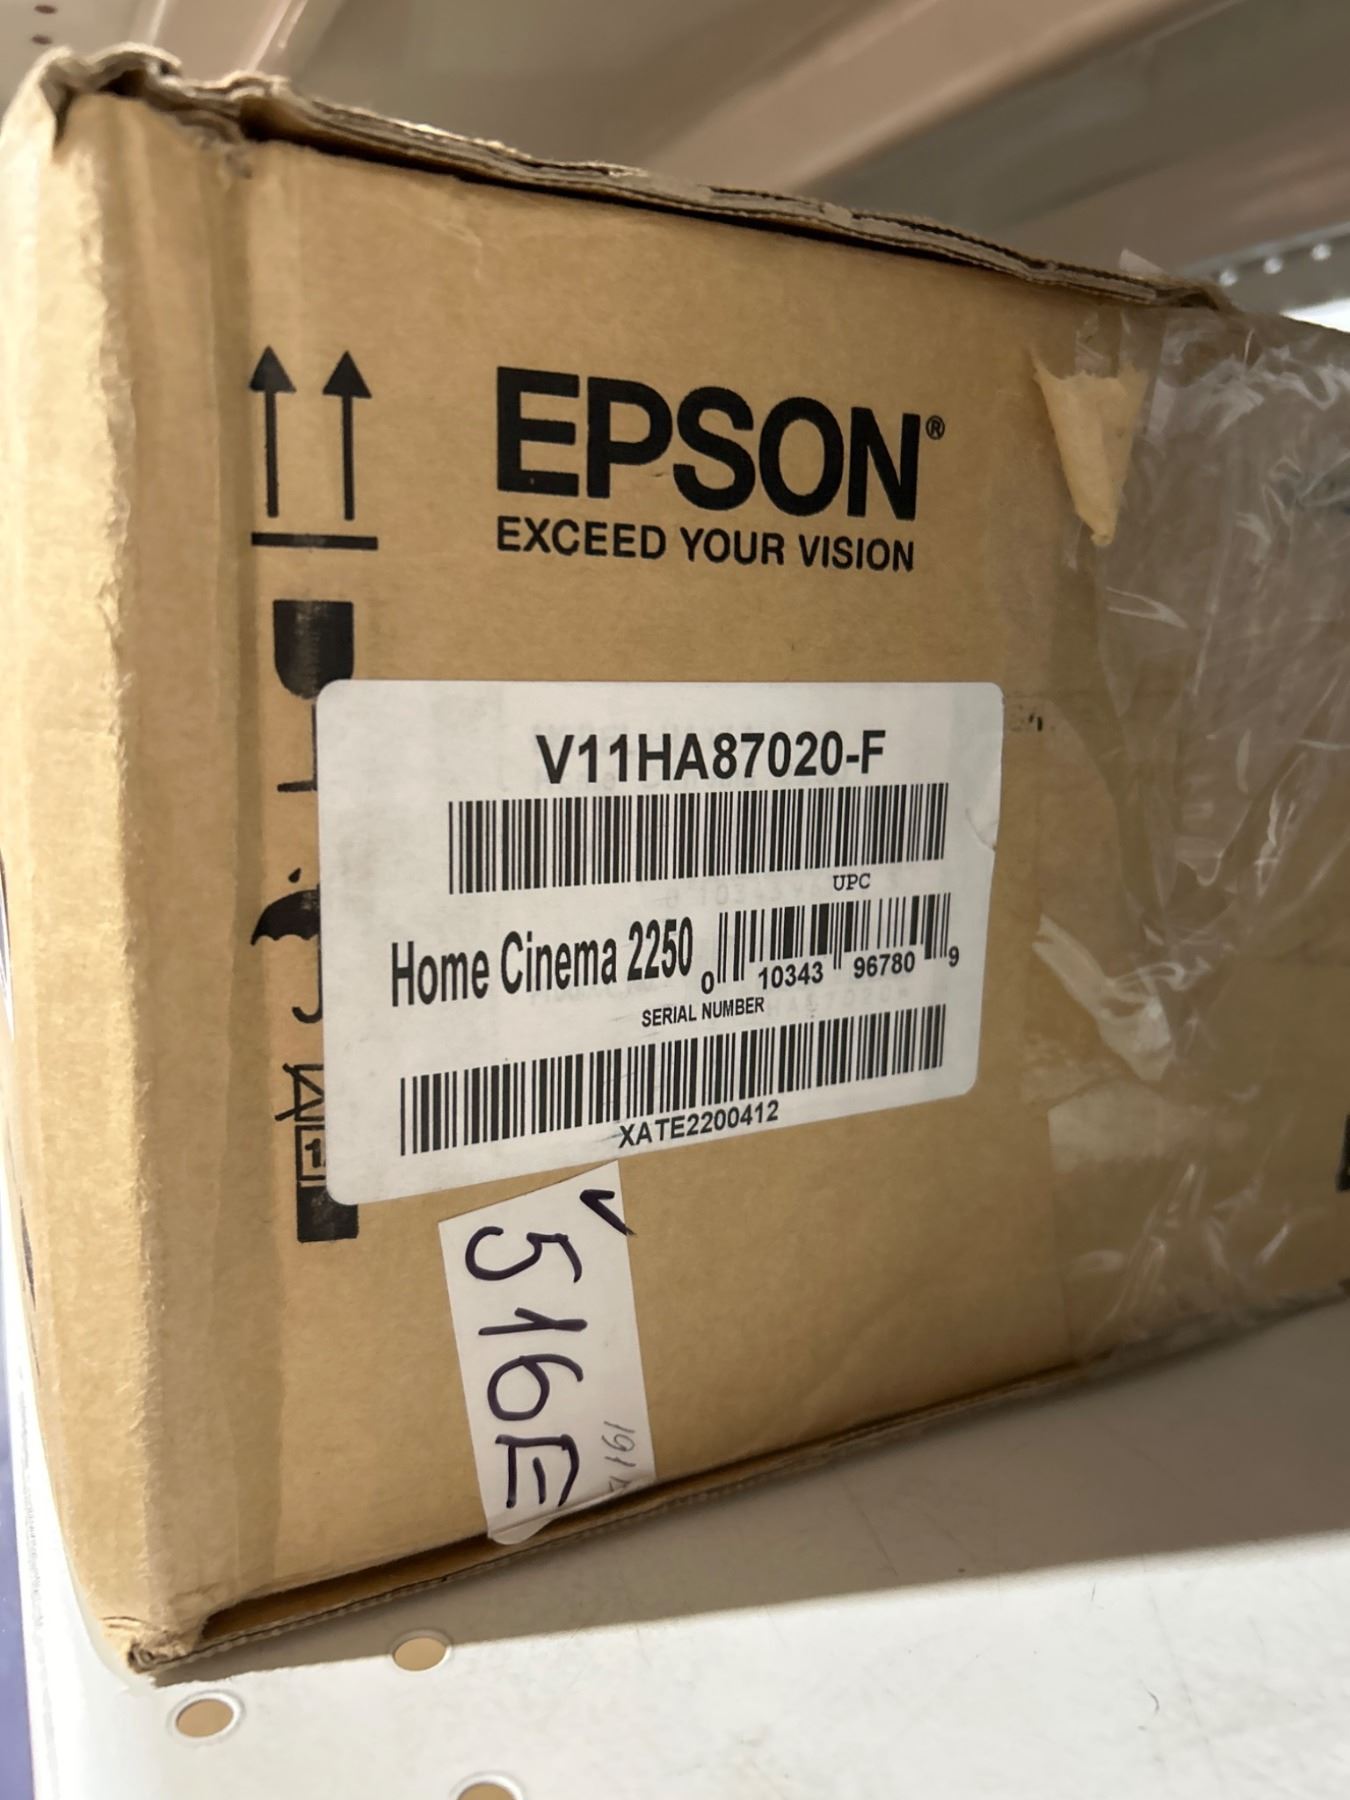 EPSON®
EXCEED YOUR VISION
V11HA87020-F
UPC
Home Cinema 2250
0 10343 96780 9
SERIAL NUMBER
XATE2200412
516E